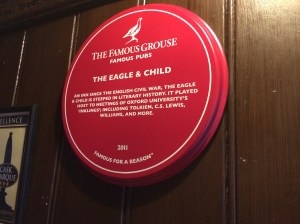 THE FAMOUS GROUSE
FAMOUS PUBS
THE EAGLE & CHILD
AN INN SINCE THE ENGLISH CIVIL WAR, THE EAGLE
& CHILD IS STEEPED IN LITERARY HISTORY. IT PLAYED
HOST TO MEETINGS OF OXFORD UNIVERSITY'S
'INKLINGS'; INCLUDING TOLKIEN, C.S. LEWIS,
WILLIAMS, AND MORE.
2011
FAMOUS FOR A REASON
CASK
MARQUE